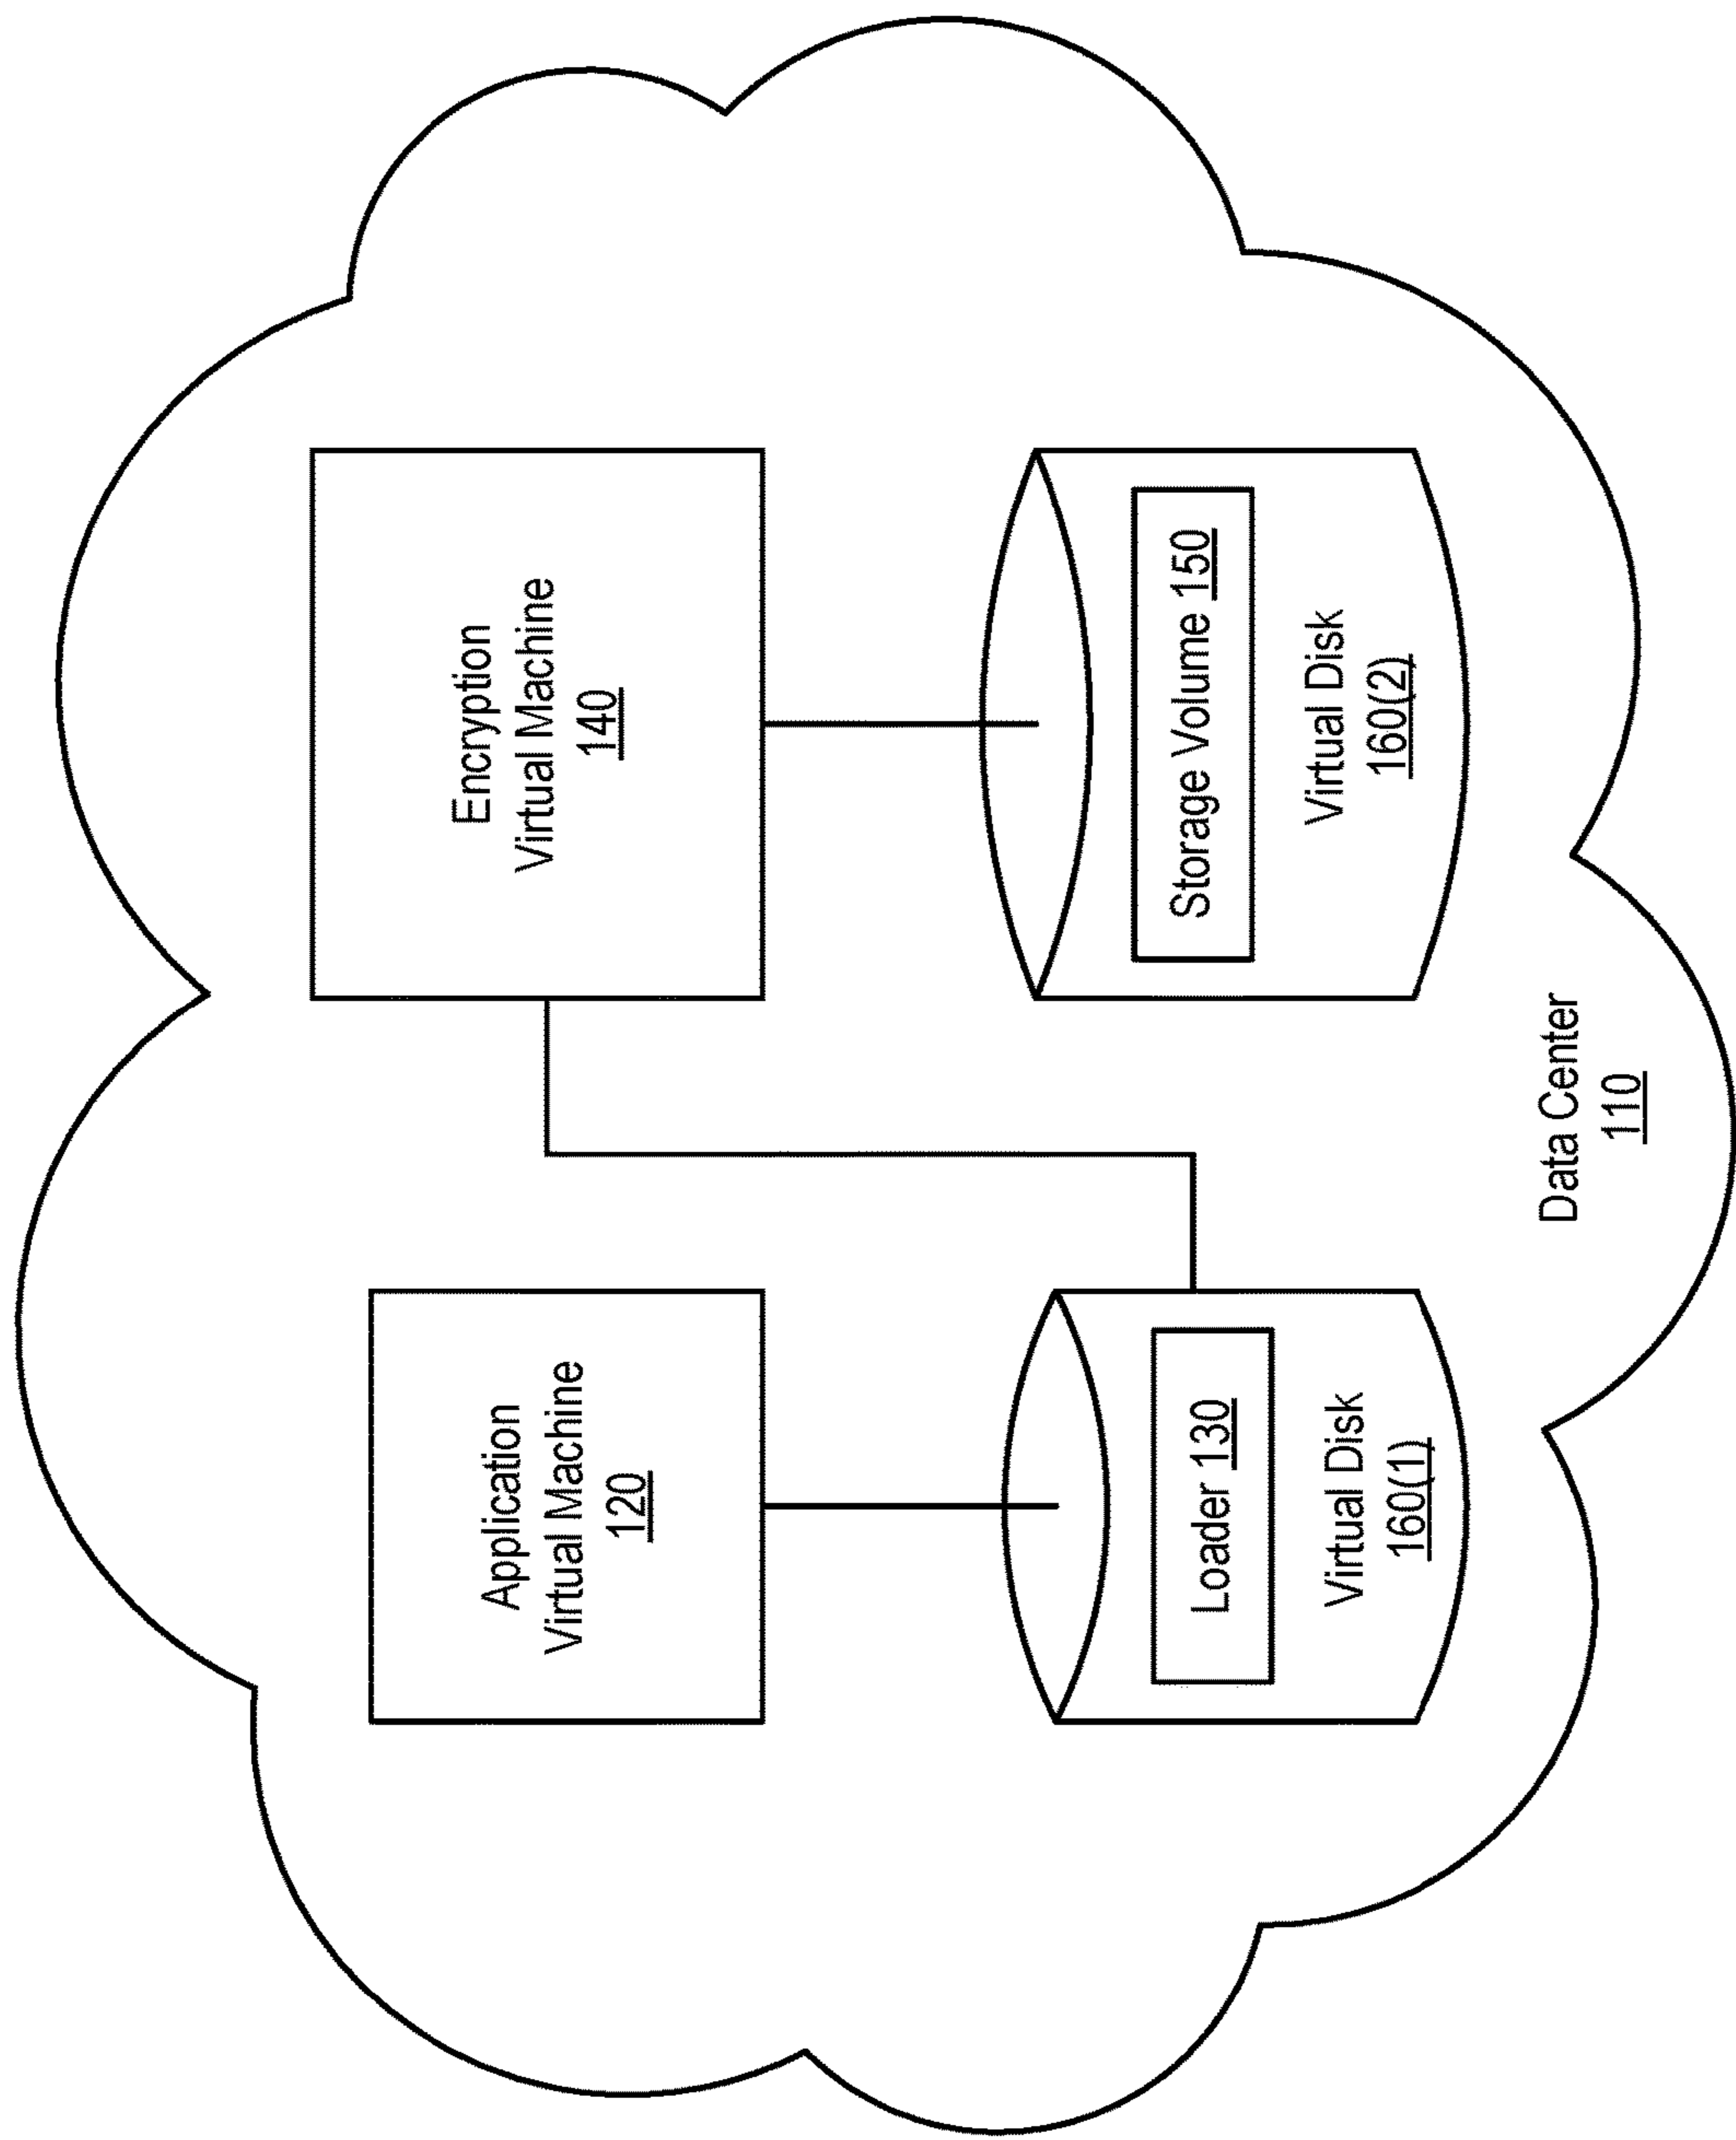 Application
Virtual Machine
120
Encryption
Virtual Machine
140
Loader 130
Virtual Disk
160(1)
Storage Volume 150
Virtual Disk
160(2)
Data Center
110